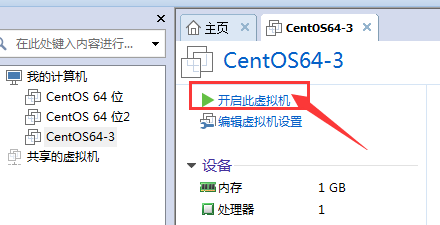 在此处键入内容进行...
我的计算机
CentOS 64 位
CentOS 64 位2
CentOS64-3
共享的虚拟机
主页
CentOS64-3
CentOS64-3
开启此虚拟机
编辑虚拟机设置
设备
内存 1 GB
处理器 1